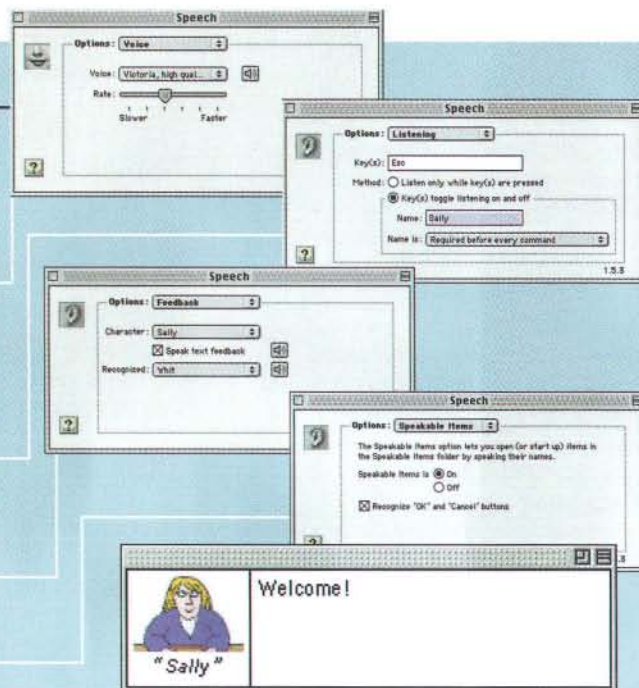 Speech
Options: Voice
Voice: Victoria, high qual...
Rate:
Slower Faster
?
Speech
Options: Listening
Key(s): Esc
Method: Listen only while key(s) are pressed
Key(s) toggle listening on and off
Name: Sally
Name is: Required before every command
?
1.5.3
Speech
Options: Feedback
Character: Sally
Speak text feedback
Recognized: Whit
?
Speech
Options: Speakable Items
The Speakable Items option lets you open (or start up) items in
the Speakable Items folder by speaking their names.
Speakable Items is On
Off
Recognize "OK" and "Cancel" buttons
?
.3
Welcome!
"Sally"